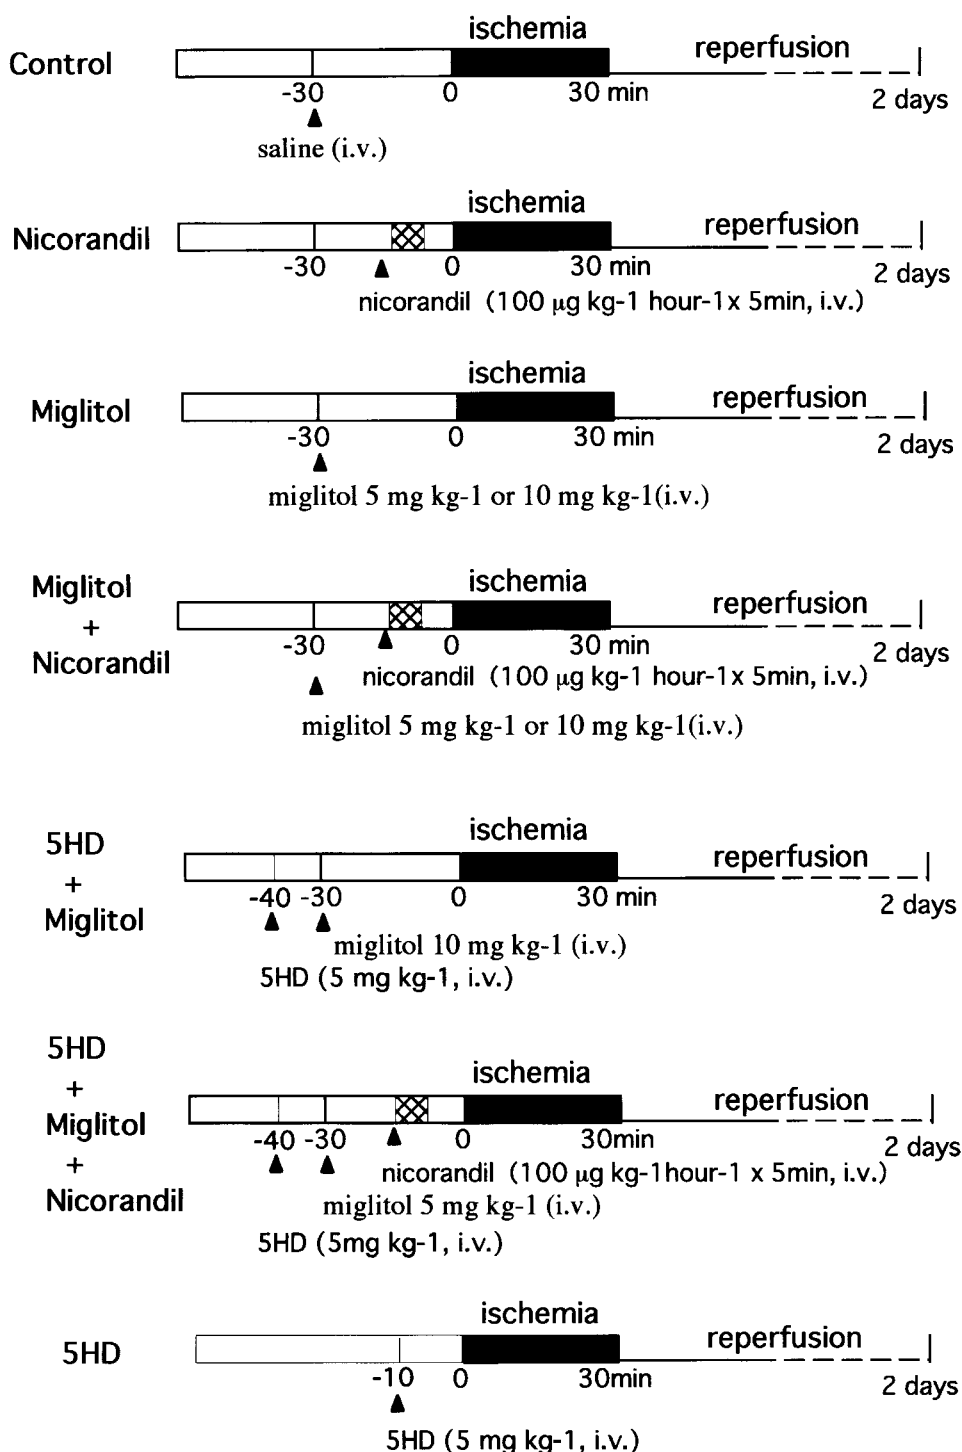 ischemia
Control
reperfusion
-30 0 30 min
2 days
saline (i.v.)
ischemia
Nicorandil
reperfusion
-30 0 30 min
2 days
nicorandil (100 μg kg-1 hour-1x 5min, i.v.)
ischemia
Miglitol
reperfusion
-30 0 30 min
2 days
miglitol 5 mg kg-1 or 10 mg kg-1(i.v.)
ischemia
Miglitol
+
Nicorandil
reperfusion
-30 0 30 min
2 days
nicorandil (100 μg kg-1 hour-1x 5min, i.v.)
miglitol 5 mg kg-1 or 10 mg kg-1(i.v.)
ischemia
5HD
+
Miglitol
reperfusion
-40 -30 0 30 min
2 days
miglitol 10 mg kg-1 (i.v.)
5HD (5 mg kg-1, i.v.)
ischemia
5HD
+
Miglitol
+
Nicorandil
reperfusion
-40 -30 0 30min
2 days
nicorandil (100 μg kg-1hour-1 x 5min, i.v.)
miglitol 5 mg kg-1 (i.v.)
5HD (5mg kg-1, i.v.)
ischemia
5HD
reperfusion
-10 0 30min
2 days
5HD (5 mg kg-1, i.v.)